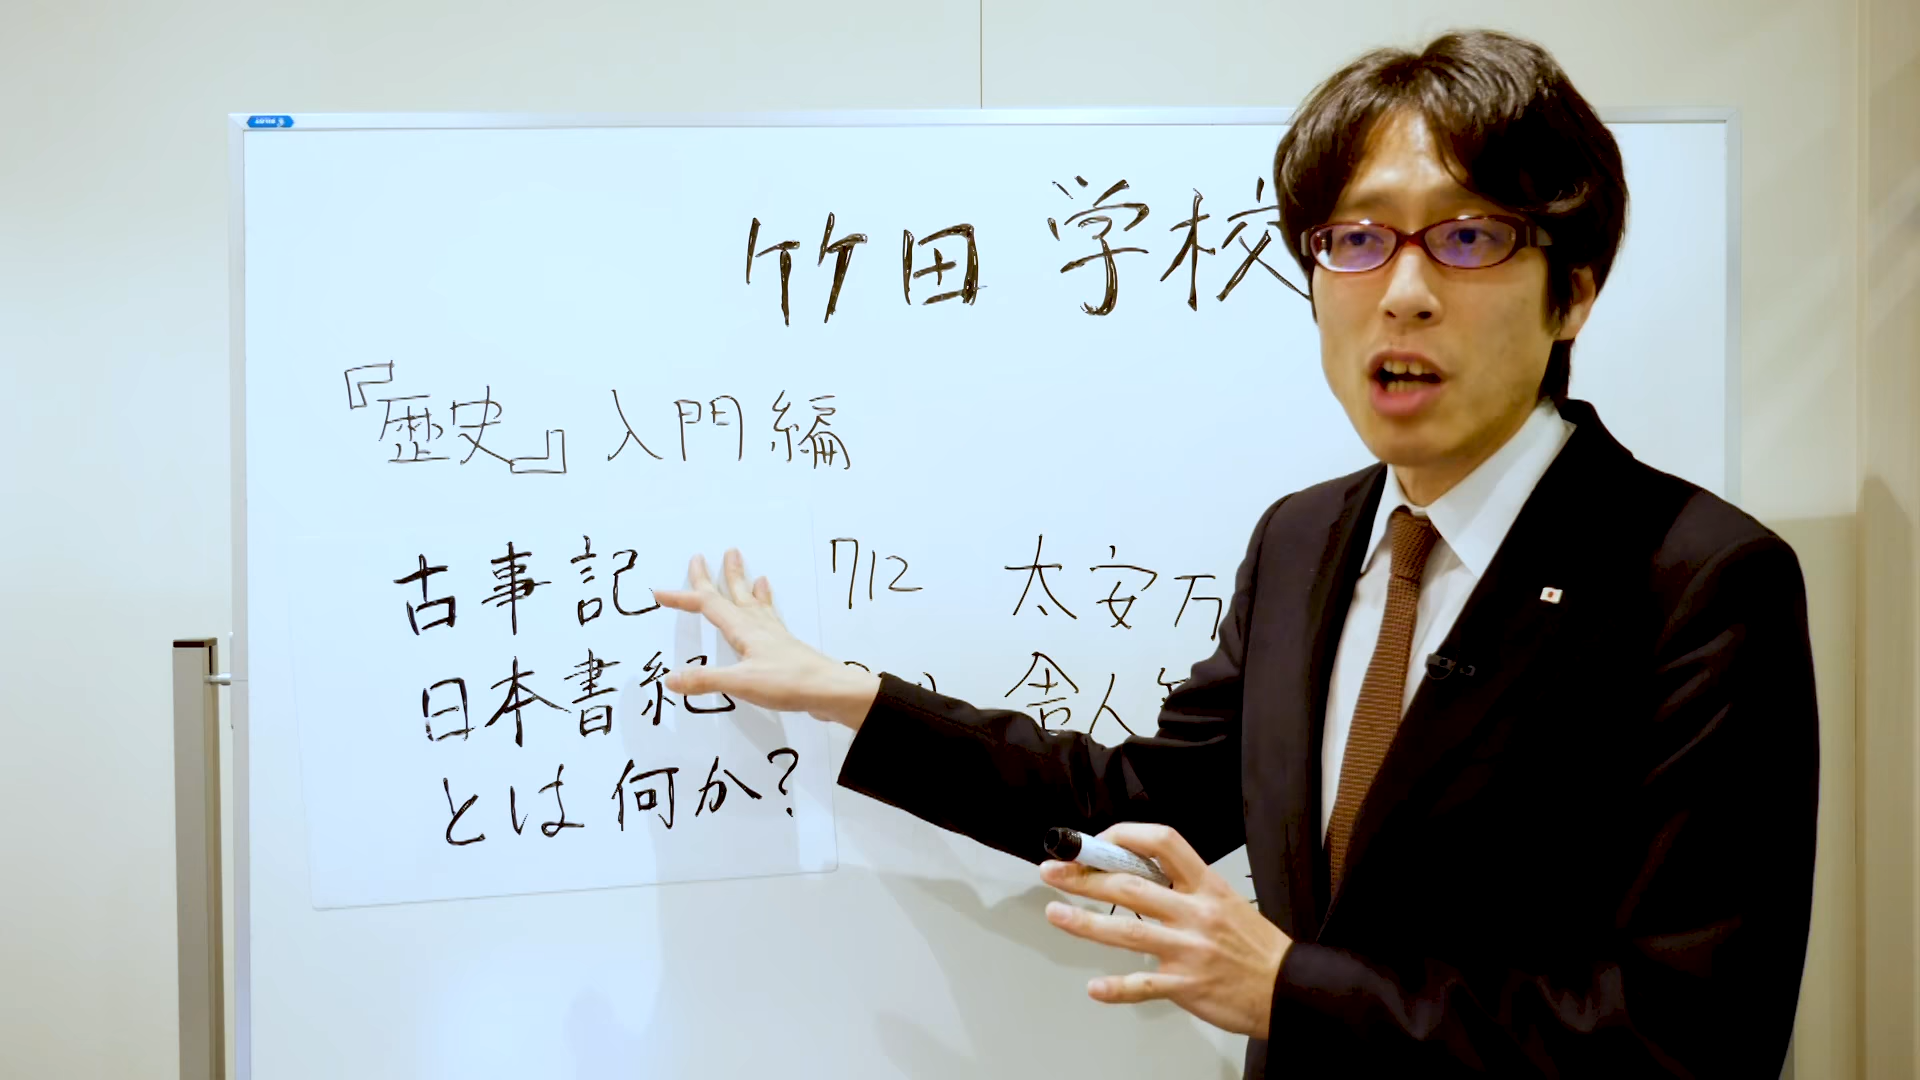 PILOT
竹田学校
『歴史』入門編
古事記 712 太安万
日本書紀 舎人
とは何か?